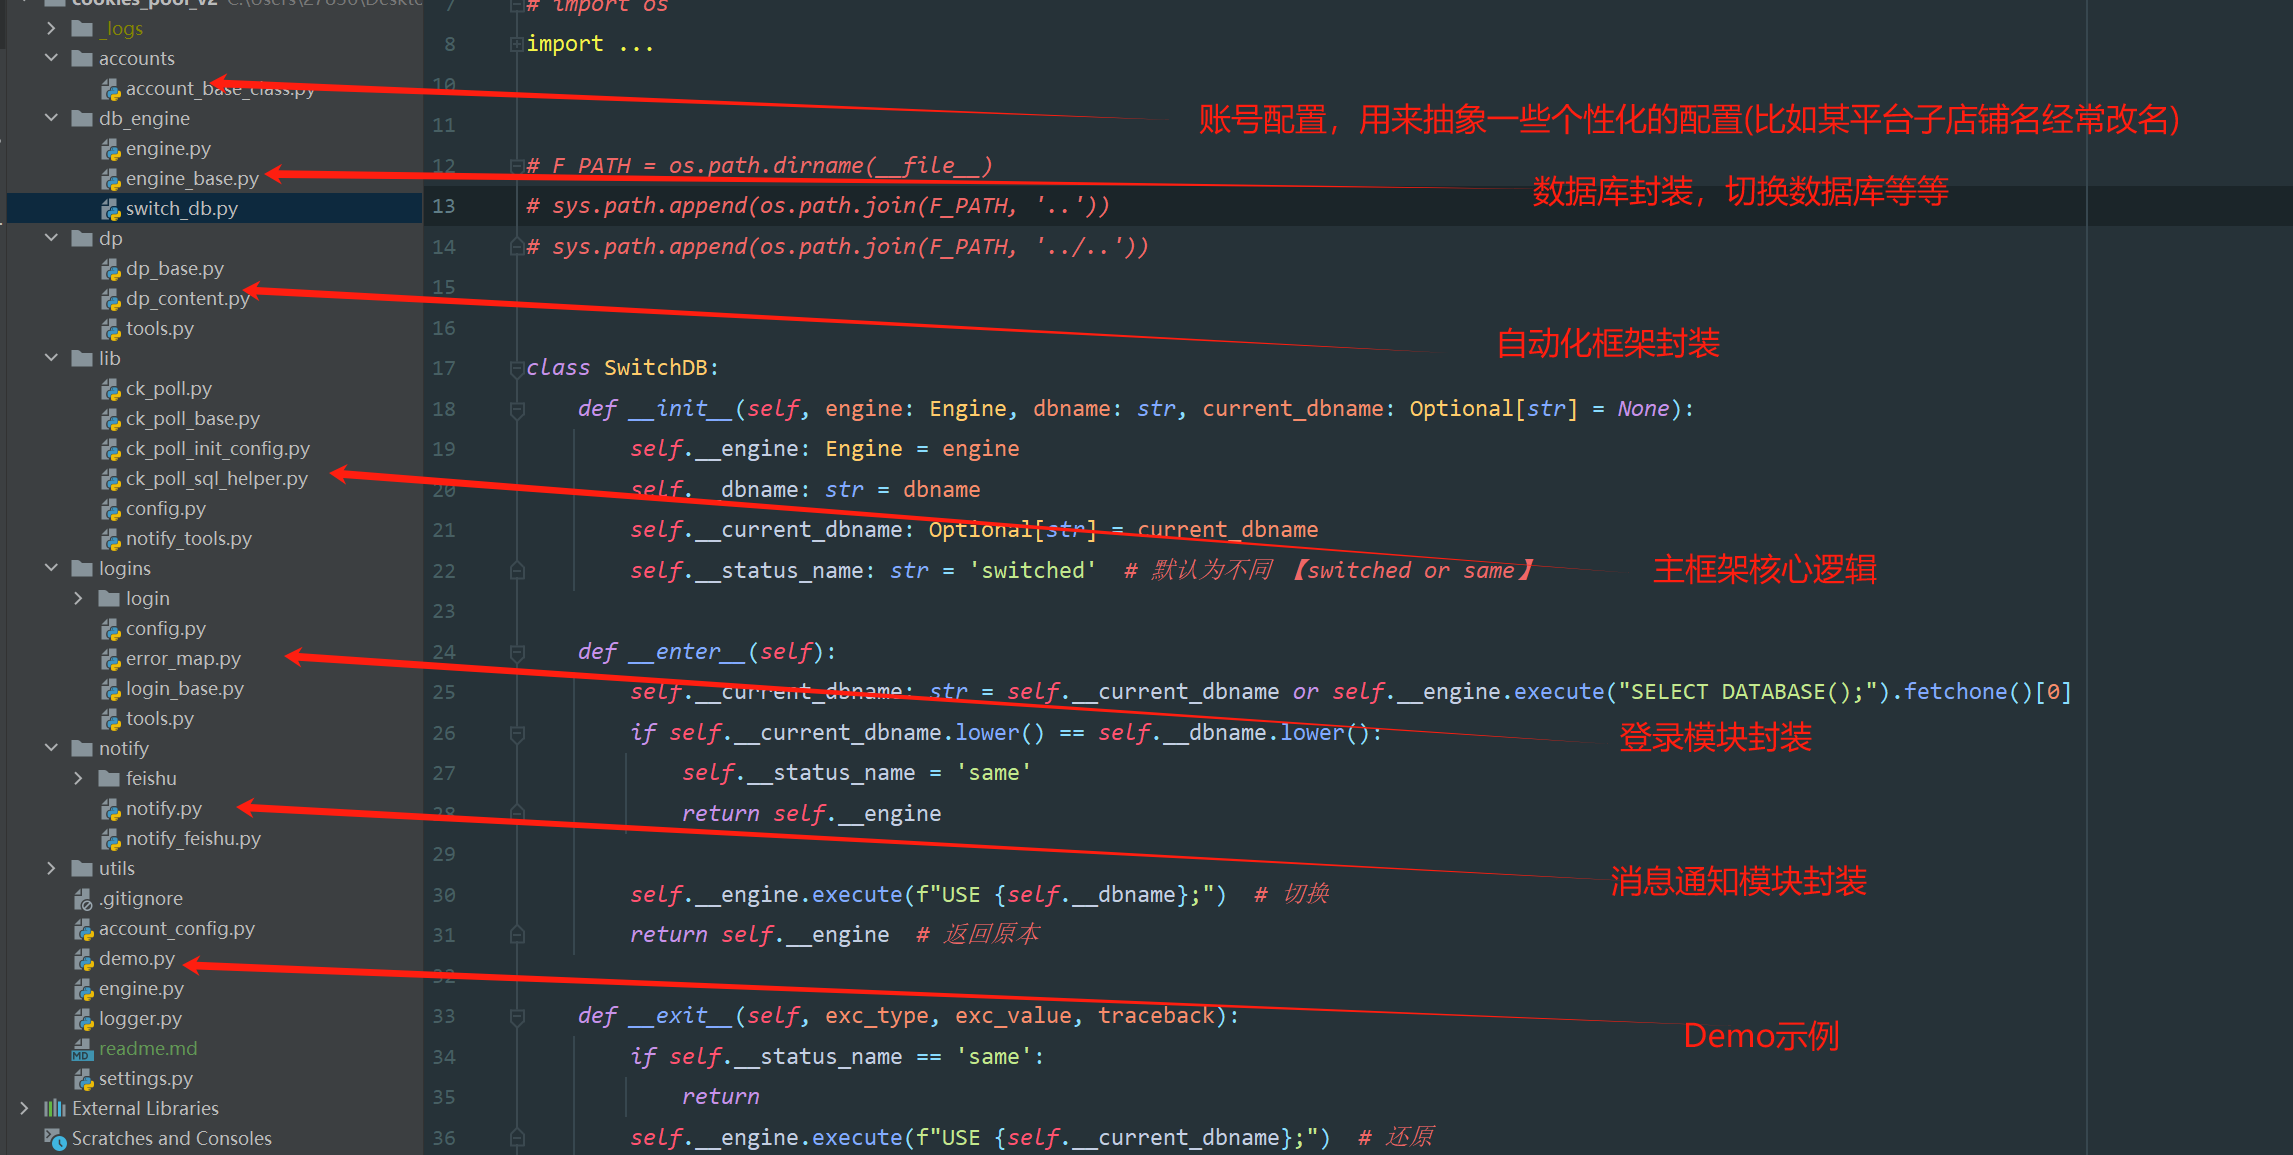 cookies_pool_v2
_logs
accounts
account_base_class.py
db_engine
engine.py
engine_base.py
switch_db.py
dp
dp_base.py
dp_content.py
tools.py
lib
ck_poll.py
ck_poll_base.py
ck_poll_init_config.py
ck_poll_sql_helper.py
config.py
notify_tools.py
logins
login
config.py
error_map.py
login_base.py
tools.py
notify
feishu
notify.py
notify_feishu.py
utils
.gitignore
account_config.py
demo.py
engine.py
logger.py
readme.md
settings.py
External Libraries
Scratches and Consoles
7 # import os
8 import ...
10
11
12 # F_PATH = os.path.dirname(__file__)
13 # sys.path.append(os.path.join(F_PATH, '..'))
14 # sys.path.append(os.path.join(F_PATH, '../..'))
15
16
17 class SwitchDB:
18 def __init__(self, engine: Engine, dbname: str, current_dbname: Optional[str] = None):
19 self.__engine: Engine = engine
20 self.__dbname: str = dbname
21 self.__current_dbname: Optional[str] = current_dbname
22 self.__status_name: str = 'switched' # 默认为不同 【switched or same】
23
24 def __enter__(self):
25 self.__current_dbname: str = self.__current_dbname or self.__engine.execute("SELECT DATABASE();").fetchone()[0]
26 if self.__current_dbname.lower() == self.__dbname.lower():
27 self.__status_name = 'same'
28 return self.__engine
29
30 self.__engine.execute(f"USE {self.__dbname};") # 切换
31 return self.__engine # 返回原本
32
33 def __exit__(self, exc_type, exc_value, traceback):
34 if self.__status_name == 'same':
35 return
36 self.__engine.execute(f"USE {self.__current_dbname};") # 还原
账号配置，用来抽象一些个性化的配置(比如某平台子店铺名经常改名)
数据库封装，切换数据库等等
自动化框架封装
主框架核心逻辑
登录模块封装
消息通知模块封装
Demo示例